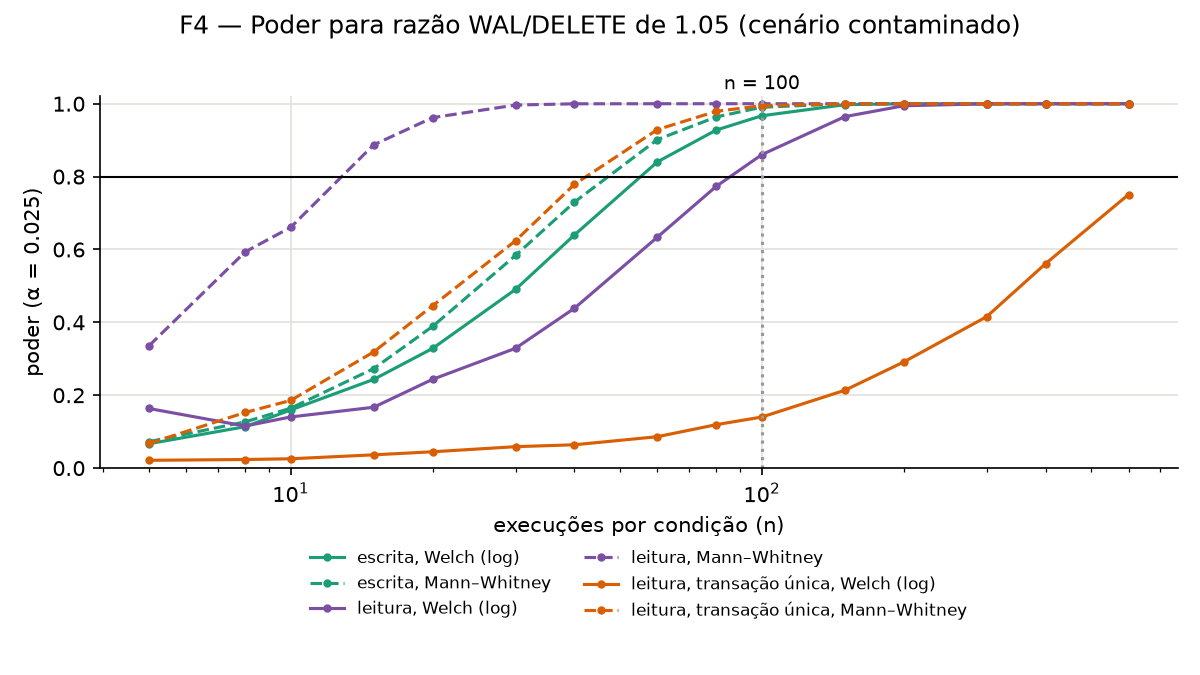 F4 — Poder para razão WAL/DELETE de 1.05 (cenário contaminado)
n = 100
1.0
0.8
0.6
0.4
0.2
0.0
poder (α = 0.025)
10¹
10²
execuções por condição (n)
escrita, Welch (log)
escrita, Mann–Whitney
leitura, Welch (log)
leitura, Mann–Whitney
leitura, transação única, Welch (log)
leitura, transação única, Mann–Whitney